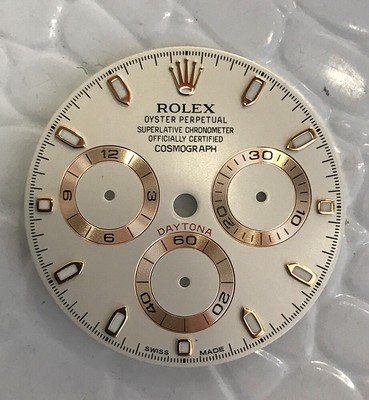 ROLEX
OYSTER PERPETUAL
SUPERLATIVE CHRONOMETER
OFFICIALLY CERTIFIED
COSMOGRAPH
12
3
6
9
30
10
20
DAYTONA
60
20
40
SWISS MADE